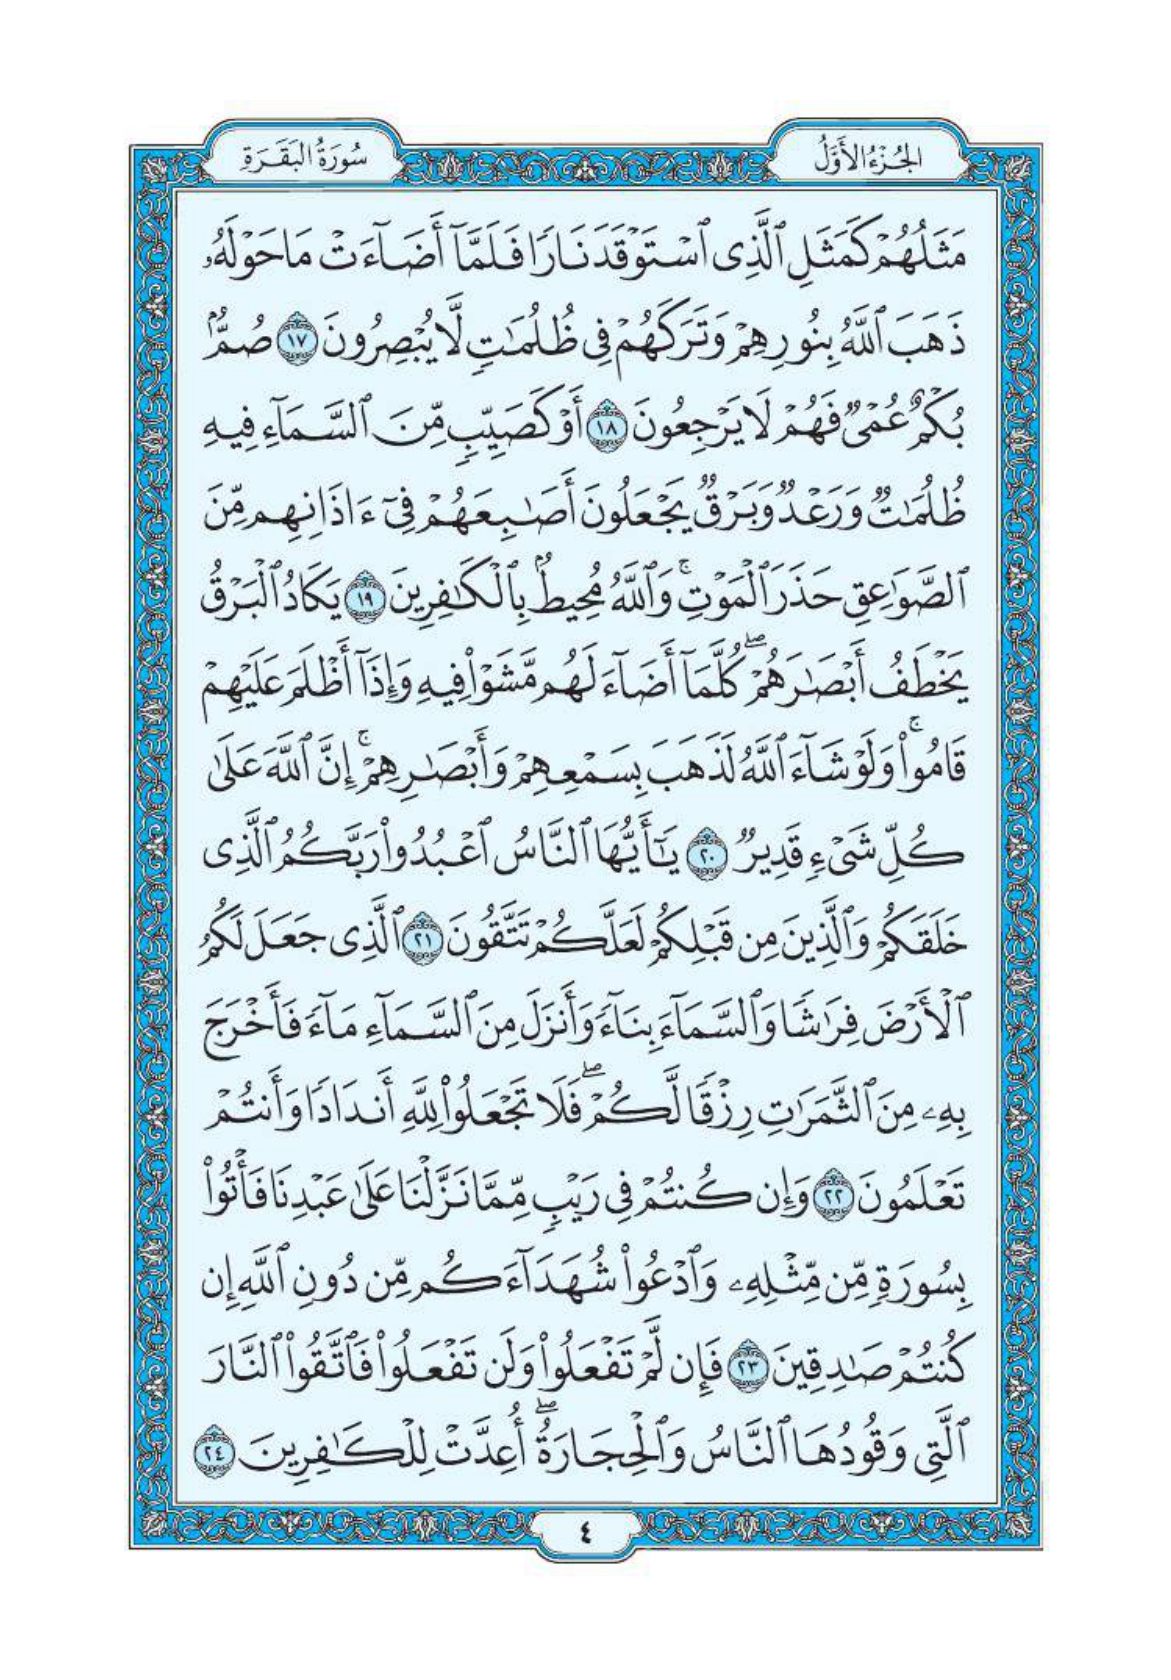 الجُزْءُ الأَوَّلُ
سُورَةُ البَقَرَةِ
مَثَلُهُمْ كَمَثَلِ ٱلَّذِى ٱسْتَوْقَدَ نَارًا فَلَمَّآ أَضَآءَتْ مَا حَوْلَهُۥ
ذَهَبَ ٱللَّهُ بِنُورِهِمْ وَتَرَكَهُمْ فِى ظُلُمَٰتٍ لَّا يُبْصِرُونَ ١٧ صُمٌّۢ
بُكْمٌ عُمْىٌ فَهُمْ لَا يَرْجِعُونَ ١٨ أَوْ كَصَيِّبٍ مِّنَ ٱلسَّمَآءِ فِيهِ
ظُلُمَٰتٌ وَرَعْدٌ وَبَرْقٌ يَجْعَلُونَ أَصَٰبِعَهُمْ فِىٓ ءَاذَانِهِم مِّنَ
ٱلصَّوَٰعِقِ حَذَرَ ٱلْمَوْتِ ۚ وَٱللَّهُ مُحِيطٌۢ بِٱلْكَٰفِرِينَ ١٩ يَكَادُ ٱلْبَرْقُ
يَخْطَفُ أَبْصَٰرَهُمْ ۖ كُلَّمَآ أَضَآءَ لَهُم مَّشَوْا۟ فِيهِ وَإِذَآ أَظْلَمَ عَلَيْهِمْ
قَامُوا۟ ۚ وَلَوْ شَآءَ ٱللَّهُ لَذَهَبَ بِسَمْعِهِمْ وَأَبْصَٰرِهِمْ ۚ إِنَّ ٱللَّهَ عَلَىٰ
كُلِّ شَىْءٍ قَدِيرٌ ٢٠ يَٰٓأَيُّهَا ٱلنَّاسُ ٱعْبُدُوا۟ رَبَّكُمُ ٱلَّذِى
خَلَقَكُمْ وَٱلَّذِينَ مِن قَبْلِكُمْ لَعَلَّكُمْ تَتَّقُونَ ٢١ ٱلَّذِى جَعَلَ لَكُمُ
ٱلْأَرْضَ فِرَٰشًا وَٱلسَّمَآءَ بِنَآءً وَأَنزَلَ مِنَ ٱلسَّمَآءِ مَآءً فَأَخْرَجَ
بِهِۦ مِنَ ٱلثَّمَرَٰتِ رِزْقًا لَّكُمْ ۖ فَلَا تَجْعَلُوا۟ لِلَّهِ أَندَادًا وَأَنتُمْ
تَعْلَمُونَ ٢٢ وَإِن كُنتُمْ فِى رَيْبٍ مِّمَّا نَزَّلْنَا عَلَىٰ عَبْدِنَا فَأْتُوا۟
بِسُورَةٍ مِّن مِّثْلِهِۦ وَٱدْعُوا۟ شُهَدَآءَكُم مِّن دُونِ ٱللَّهِ إِن
كُنتُمْ صَٰدِقِينَ ٢٣ فَإِن لَّمْ تَفْعَلُوا۟ وَلَن تَفْعَلُوا۟ فَٱتَّقُوا۟ ٱلنَّارَ
ٱلَّتِى وَقُودُهَا ٱلنَّاسُ وَٱلْحِجَارَةُ ۖ أُعِدَّتْ لِلْكَٰفِرِينَ ٢٤
٤